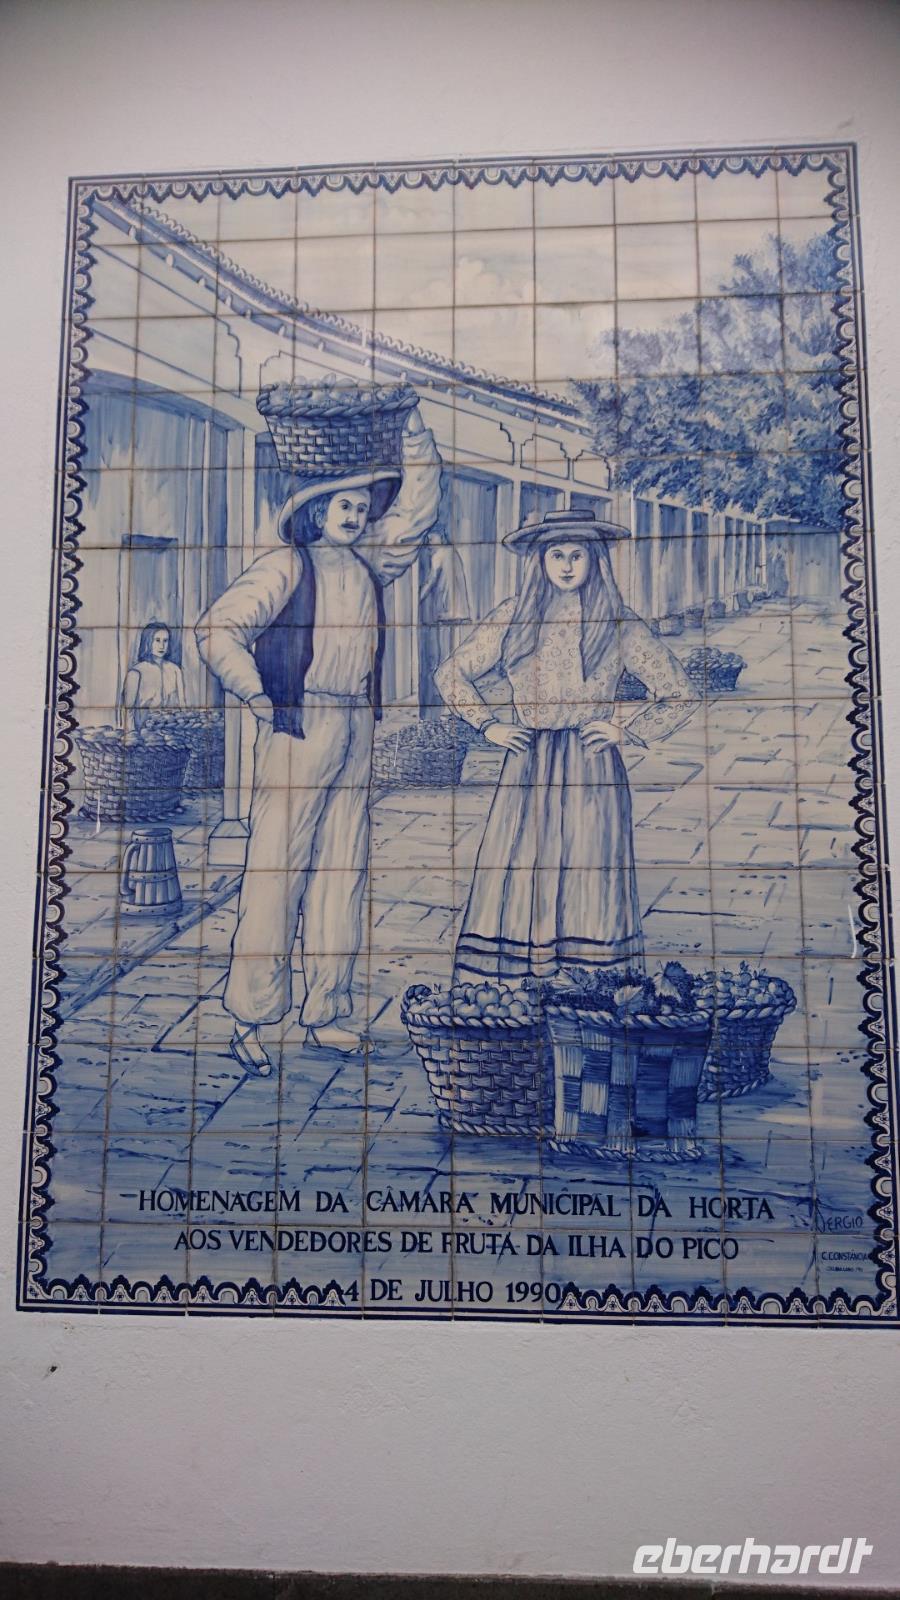 HOMENAGEM DA CÂMARA MUNICIPAL DA HORTA
AOS VENDEDORES DE FRUTA DA ILHA DO PICO
4 DE JULHO 1990
SERGIO
C. CONSTÂNCIA
eberhardt